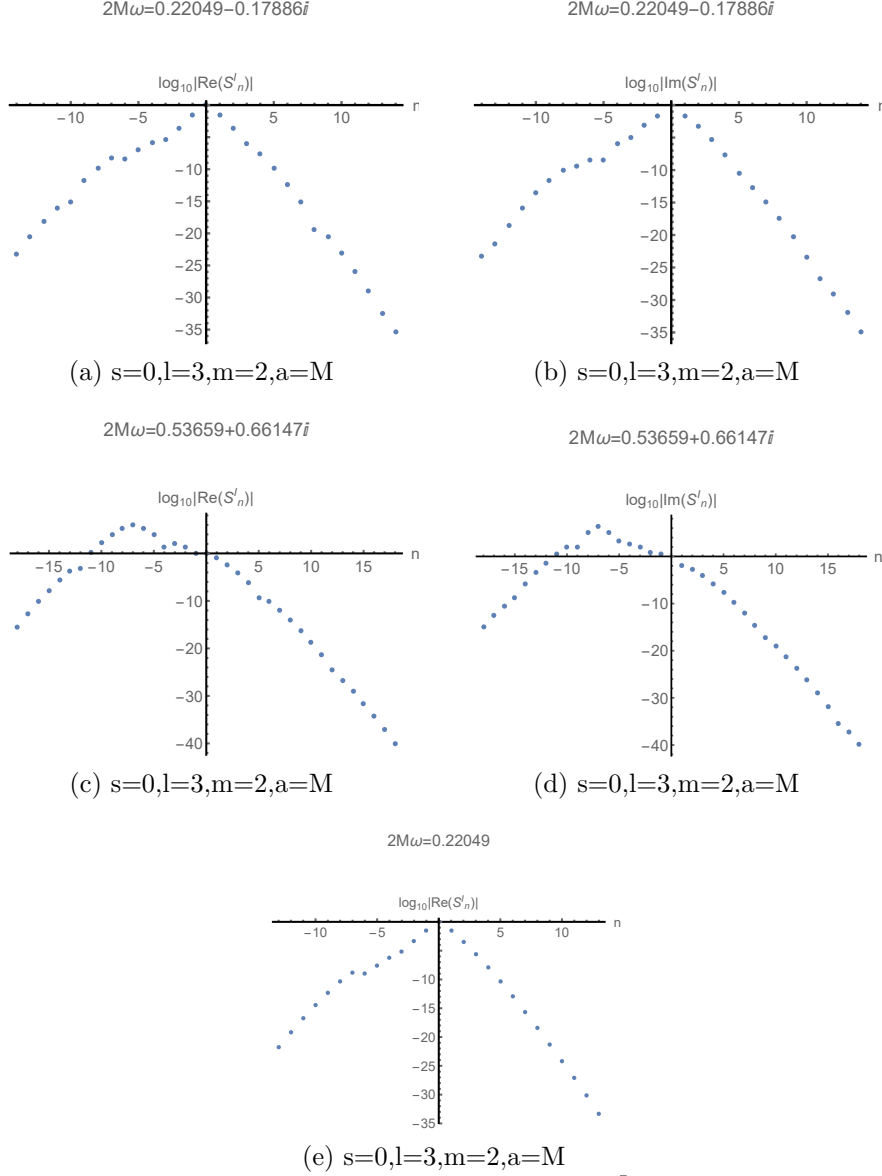 2Mω=0.22049−0.17886ⅈ
2Mω=0.22049−0.17886ⅈ
log₁₀|Re(Sᴵₙ)|
−10 −5 5 10 n
−10
−15
−20
−25
−30
−35
(a) s=0,l=3,m=2,a=M
log₁₀|Im(Sᴵₙ)|
−10 −5 5 10 n
−10
−15
−20
−25
−30
−35
(b) s=0,l=3,m=2,a=M
2Mω=0.53659+0.66147ⅈ
2Mω=0.53659+0.66147ⅈ
log₁₀|Re(Sᴵₙ)|
−15 −10 −5 5 10 15 n
−10
−20
−30
−40
(c) s=0,l=3,m=2,a=M
log₁₀|Im(Sᴵₙ)|
−15 −10 −5 5 10 15 n
−10
−20
−30
−40
(d) s=0,l=3,m=2,a=M
2Mω=0.22049
log₁₀|Re(Sᴵₙ)|
−10 −5 5 10 n
−10
−15
−20
−25
−30
−35
(e) s=0,l=3,m=2,a=M